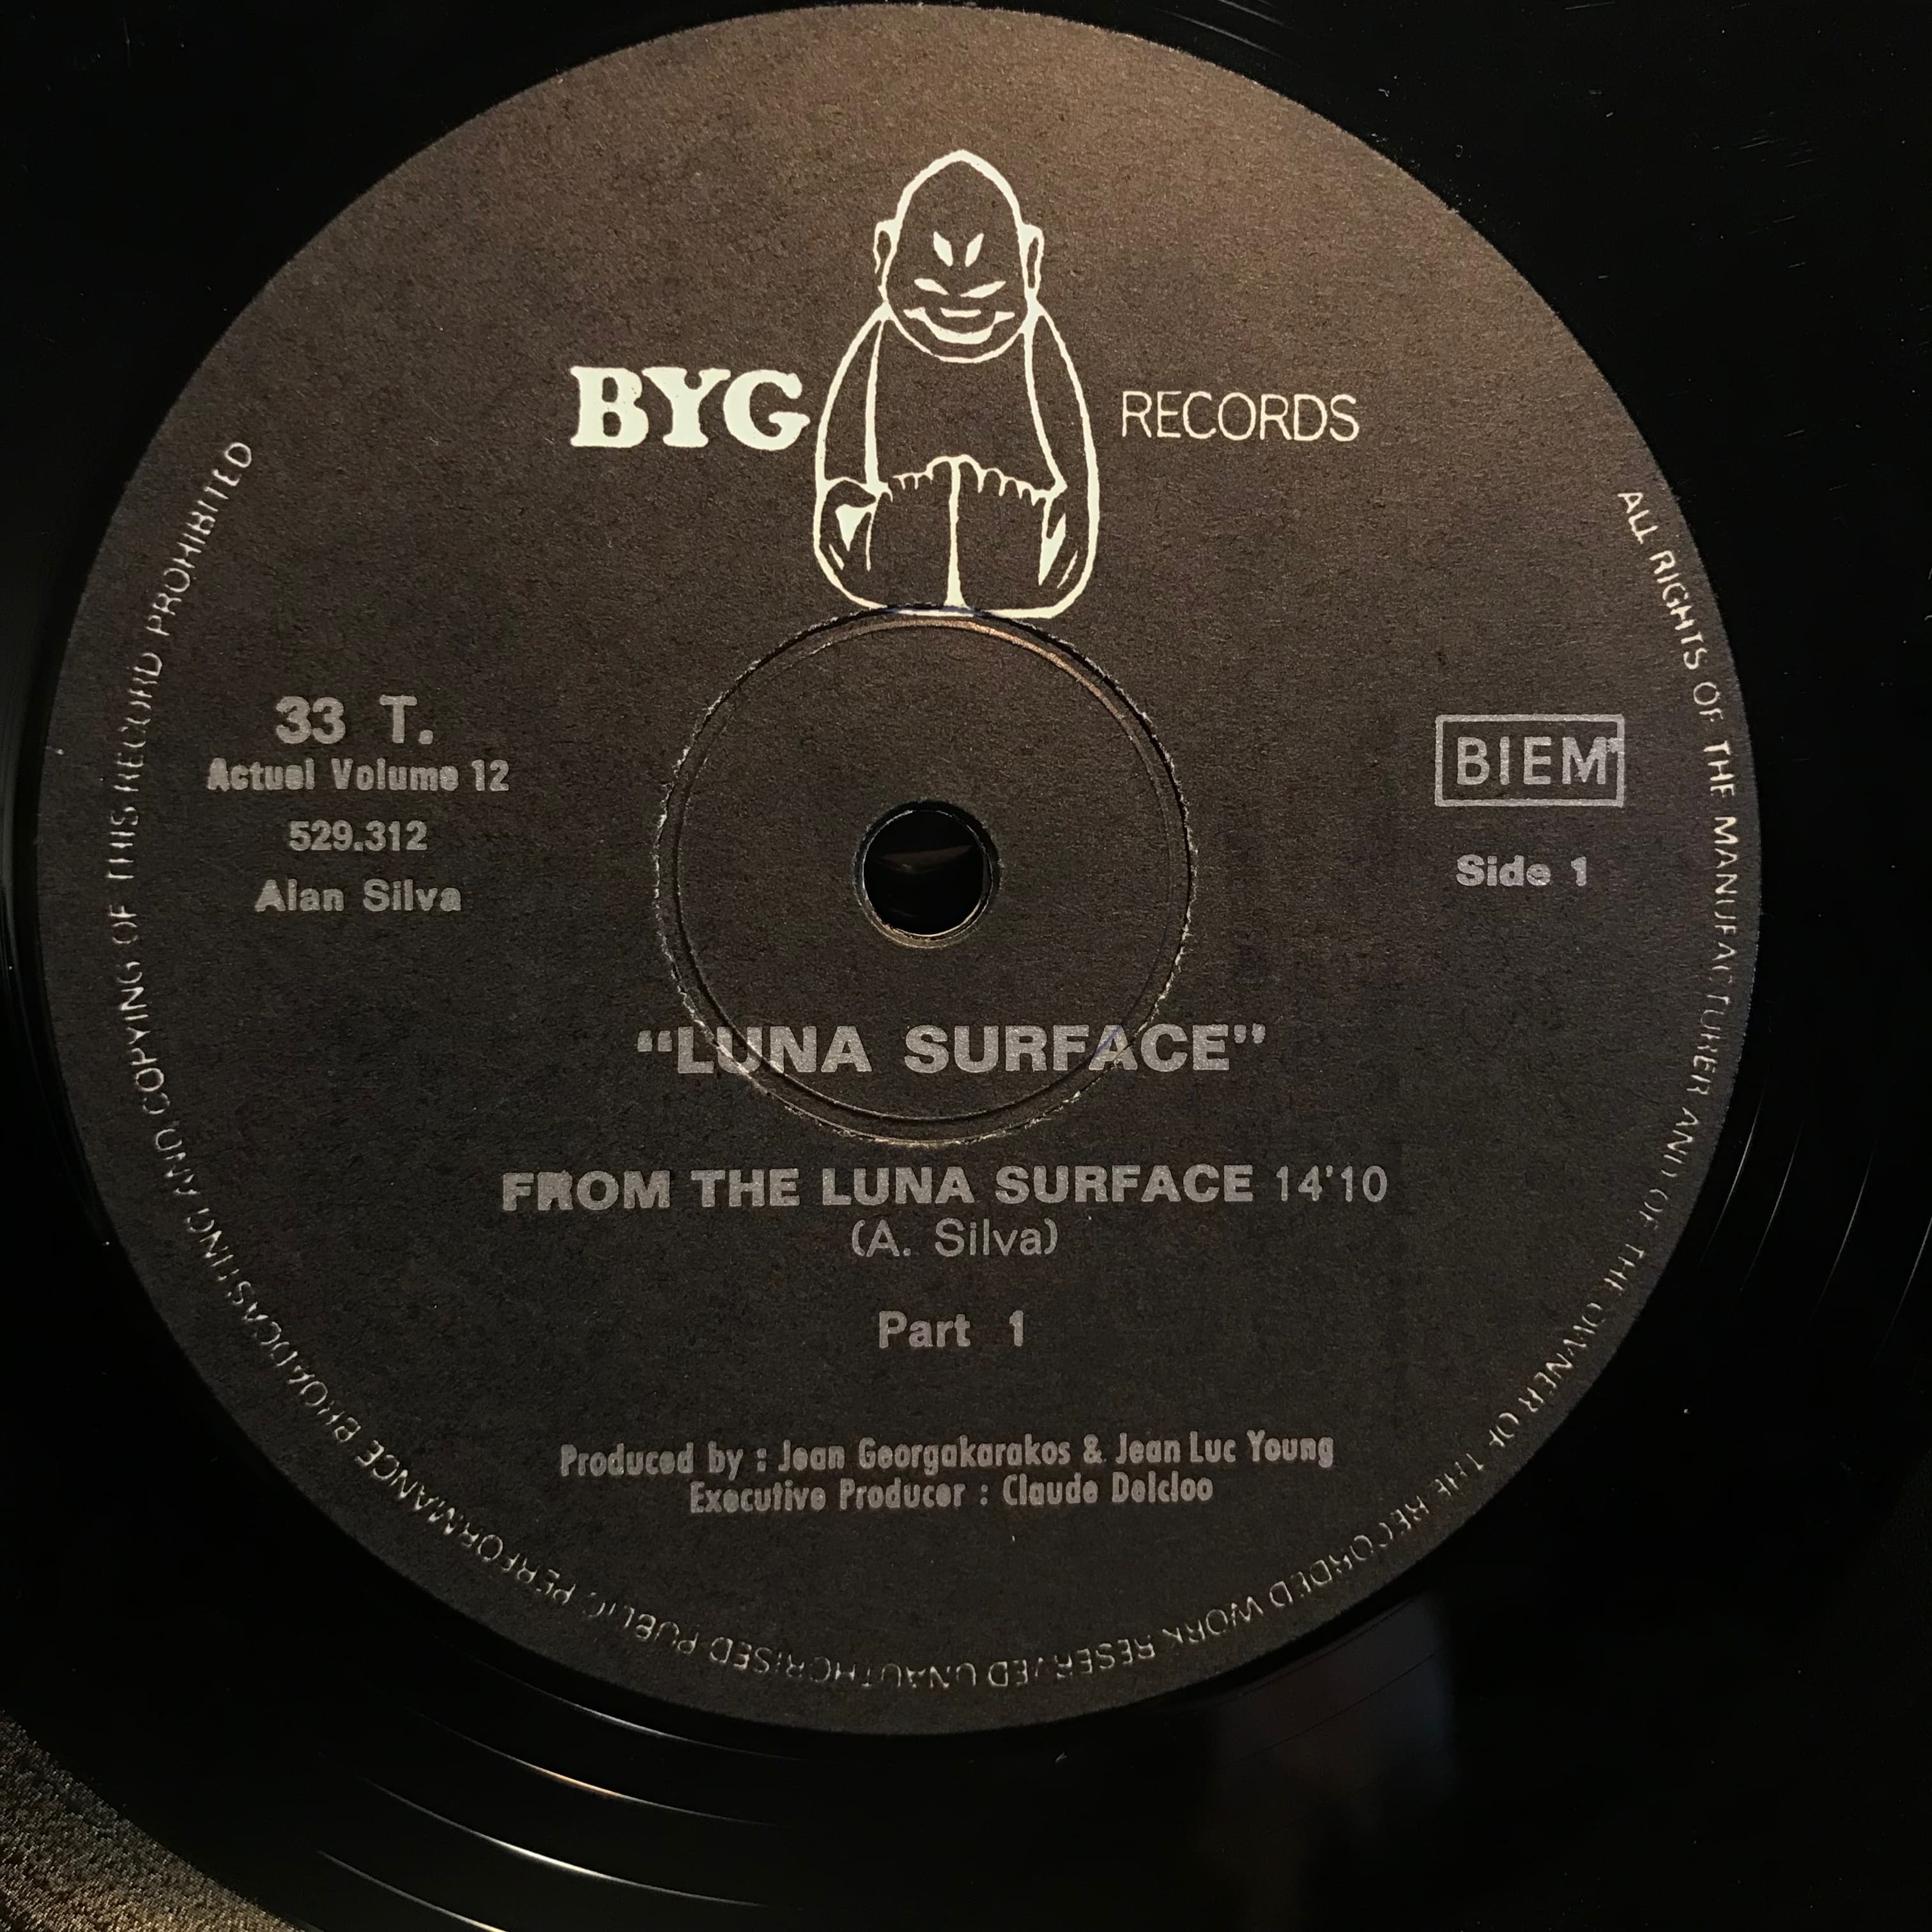 BYG RECORDS
33 T.
Actuel Volume 12
529.312
Alan Silva
BIEM
Side 1
“LUNA SURFACE”
FROM THE LUNA SURFACE 14'10
(A. Silva)
Part 1
Produced by : Jean Georgakarakos & Jean Luc Young
Executive Producer : Claude Delcloo
ALL RIGHTS OF THE MANUFACTURER AND OF THE OWNER OF THE RECORDED WORK RESERVED UNAUTHORISED PUBLIC PERFORMANCE BROADCASTING AND COPYING OF THIS RECORD PROHIBITED